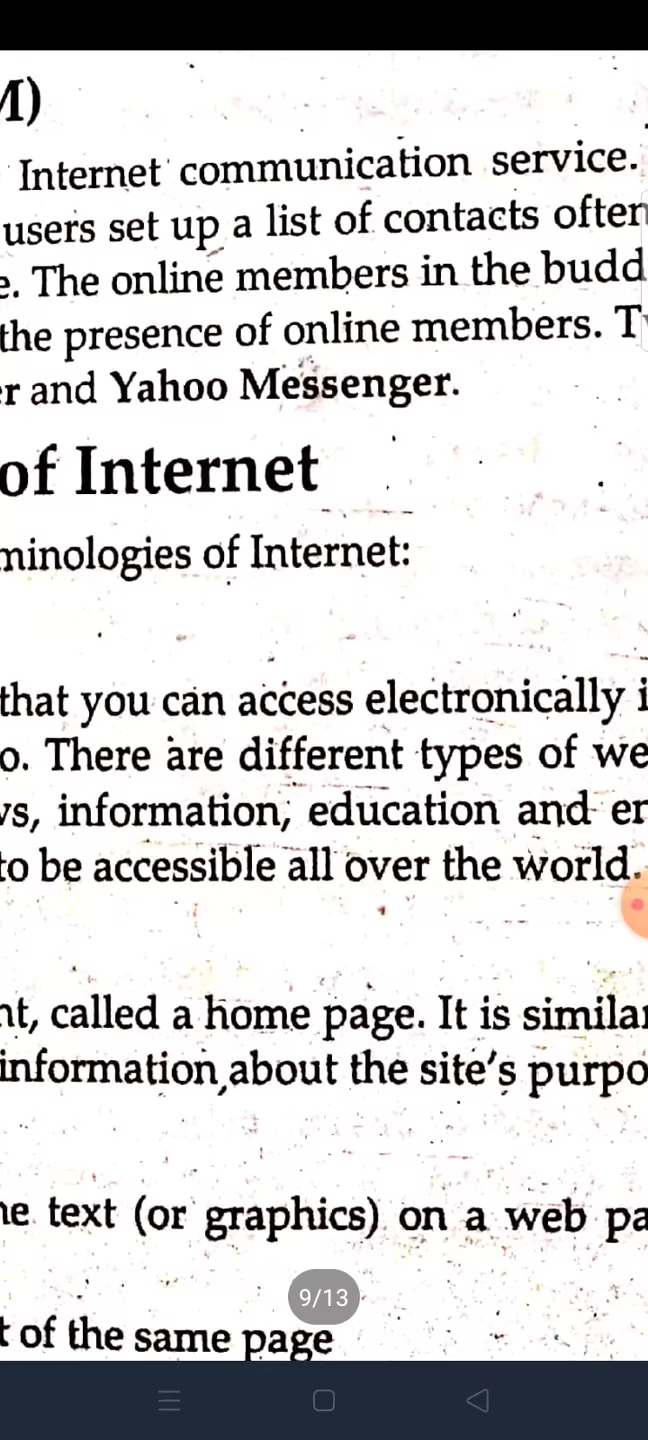 M)
Internet communication service.
users set up a list of contacts often
e. The online members in the budd
the presence of online members. Ty
er and Yahoo Messenger.
of Internet
minologies of Internet:
that you can access electronically i
o. There are different types of we
ws, information, education and en
to be accessible all over the world.
nt, called a home page. It is similar
information, about the site's purpo
he text (or graphics) on a web pa
9/13
t of the same page